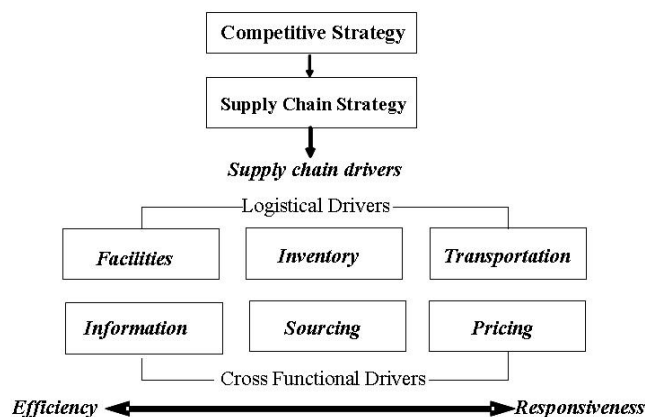 Competitive Strategy
Supply Chain Strategy
Supply chain drivers
Logistical Drivers
Facilities
Inventory
Transportation
Information
Sourcing
Pricing
Cross Functional Drivers
Efficiency
Responsiveness